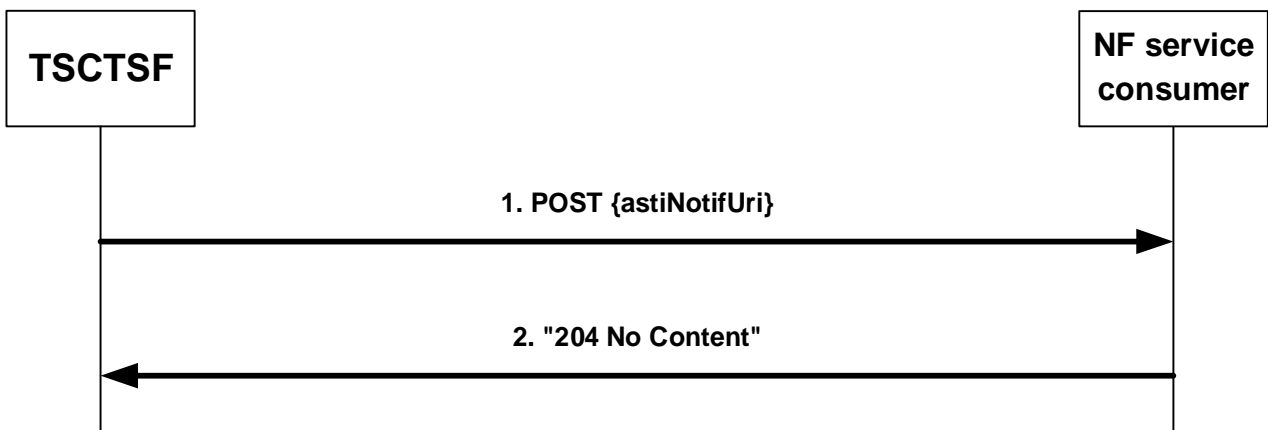 TSCTSF
NF service
consumer
1. POST {astiNotifUri}
2. "204 No Content"